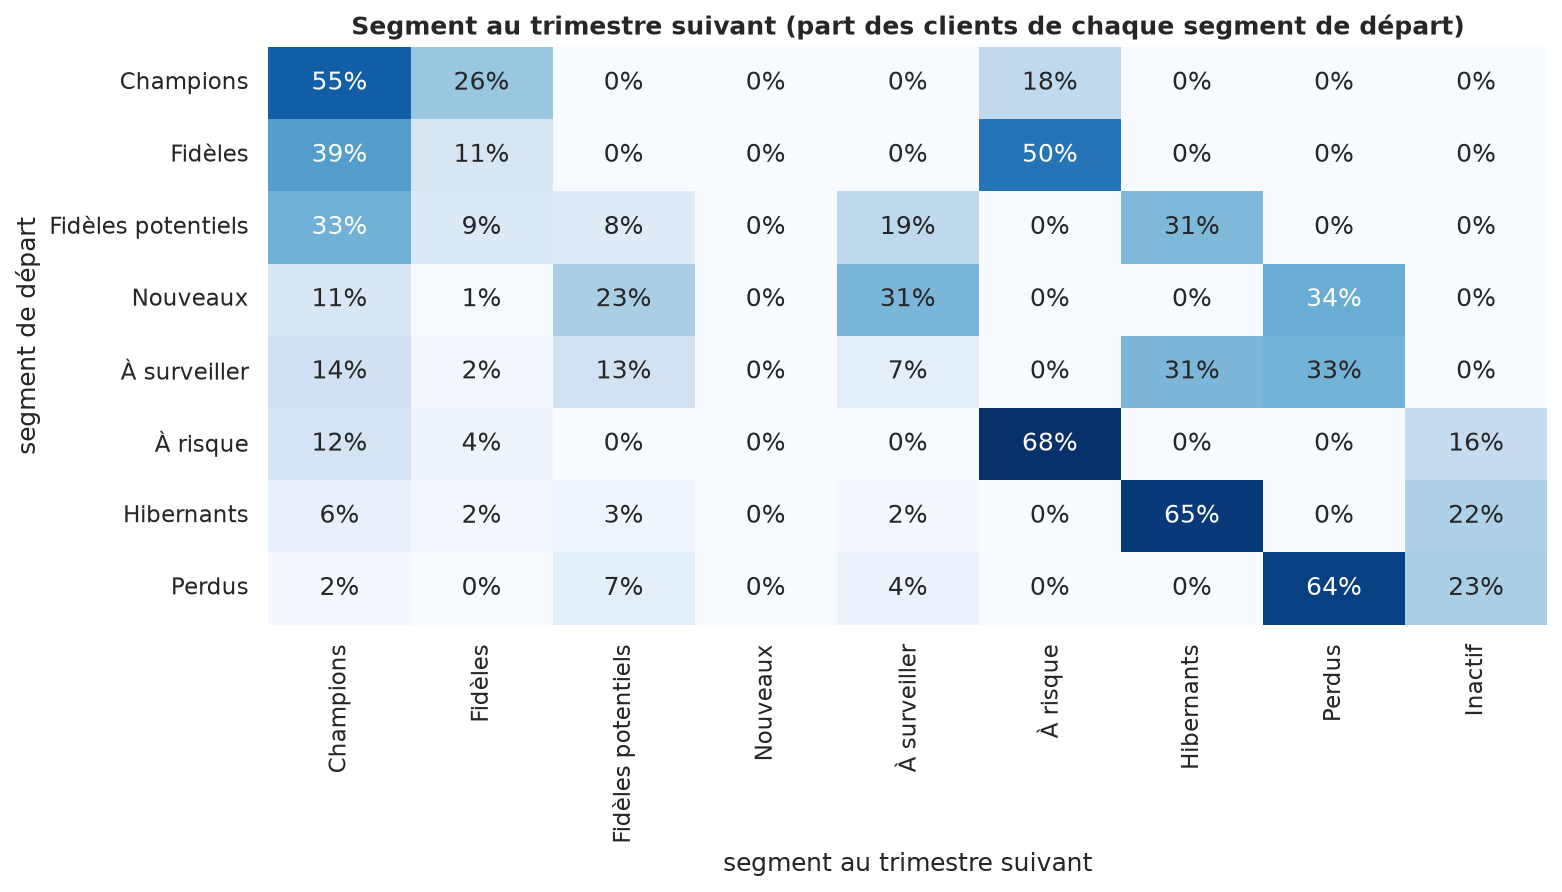 Segment au trimestre suivant (part des clients de chaque segment de départ)
segment de départ
Champions 55% 26% 0% 0% 0% 18% 0% 0% 0%
Fidèles 39% 11% 0% 0% 0% 50% 0% 0% 0%
Fidèles potentiels 33% 9% 8% 0% 19% 0% 31% 0% 0%
Nouveaux 11% 1% 23% 0% 31% 0% 0% 34% 0%
À surveiller 14% 2% 13% 0% 7% 0% 31% 33% 0%
À risque 12% 4% 0% 0% 0% 68% 0% 0% 16%
Hibernants 6% 2% 3% 0% 2% 0% 65% 0% 22%
Perdus 2% 0% 7% 0% 4% 0% 0% 64% 23%
Champions Fidèles Fidèles potentiels Nouveaux À surveiller À risque Hibernants Perdus Inactif
segment au trimestre suivant